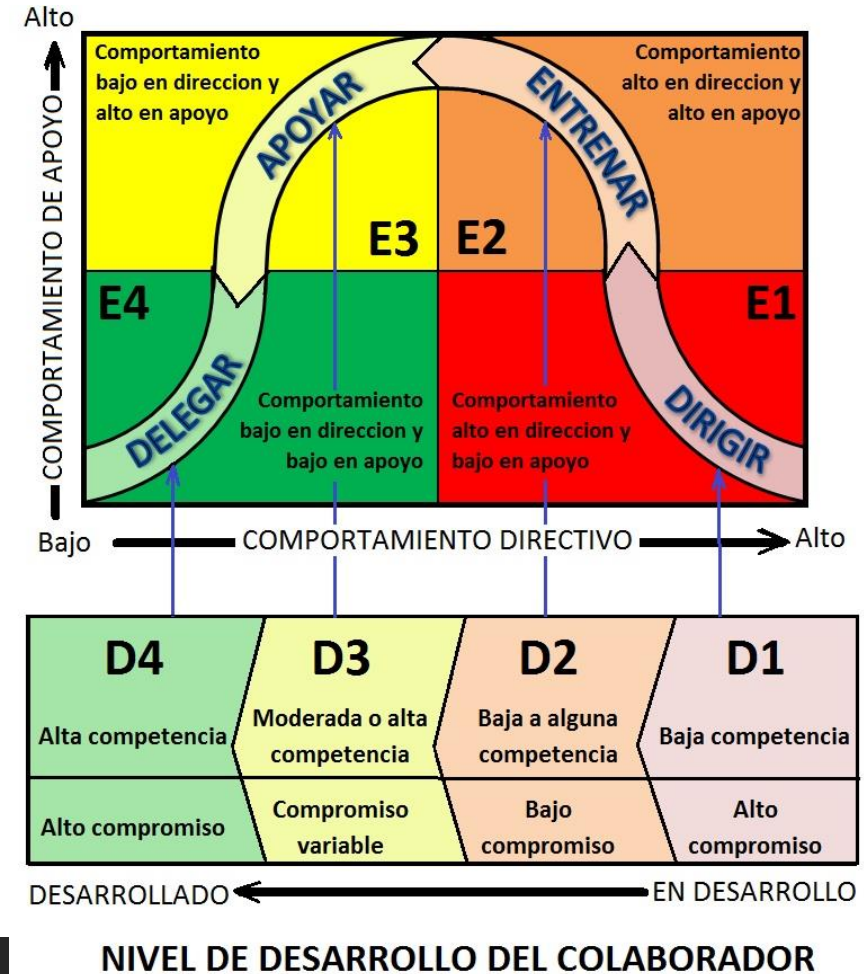 Alto
COMPORTAMIENTO DE APOYO
Bajo
Comportamiento
bajo en direccion y
alto en apoyo
APOYAR
E3
Comportamiento
alto en direccion y
alto en apoyo
ENTRENAR
E2
E4
DELEGAR
Comportamiento
bajo en direccion y
bajo en apoyo
E1
DIRIGIR
Comportamiento
alto en direccion y
bajo en apoyo
COMPORTAMIENTO DIRECTIVO
Alto
D4
Alta competencia
Alto compromiso
D3
Moderada o alta
competencia
Compromiso
variable
D2
Baja a alguna
competencia
Bajo
compromiso
D1
Baja competencia
Alto
compromiso
DESARROLLADO
EN DESARROLLO
NIVEL DE DESARROLLO DEL COLABORADOR